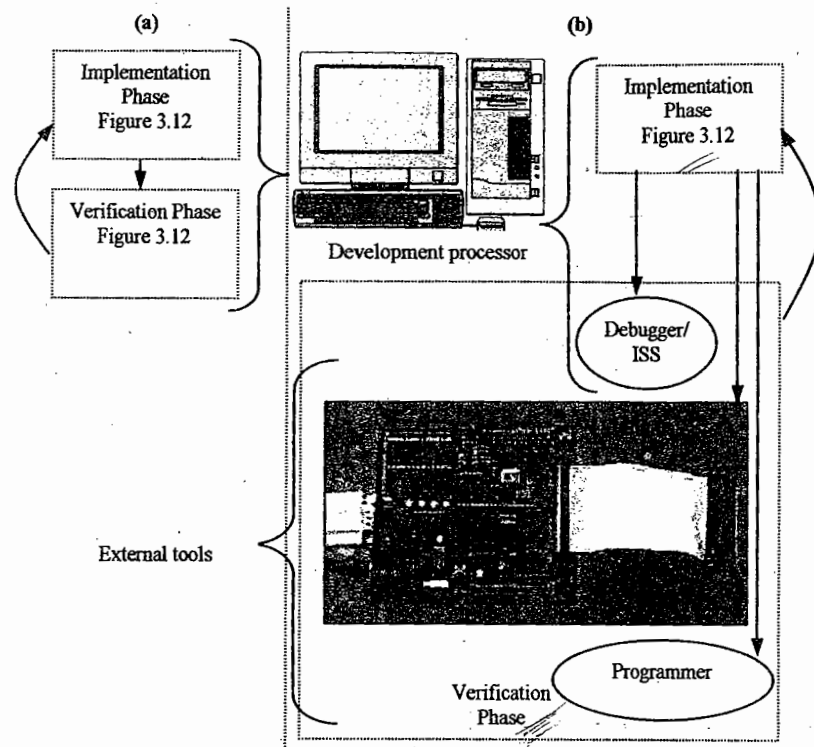 (a)
Implementation
Phase
Figure 3.12
Verification Phase
Figure 3.12
(b)
Implementation
Phase
Figure 3.12
Development processor
Debugger/
ISS
External tools
Programmer
Verification
Phase